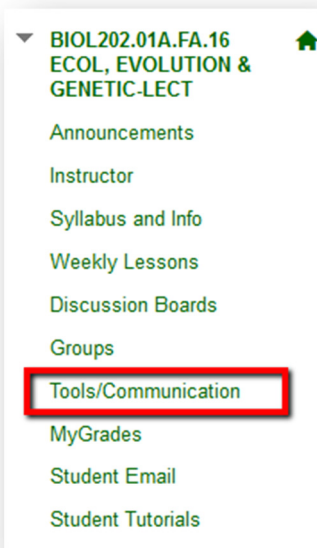 BIOL202.01A.FA.16
ECOL, EVOLUTION &
GENETIC-LECT
Announcements
Instructor
Syllabus and Info
Weekly Lessons
Discussion Boards
Groups
Tools/Communication
MyGrades
Student Email
Student Tutorials